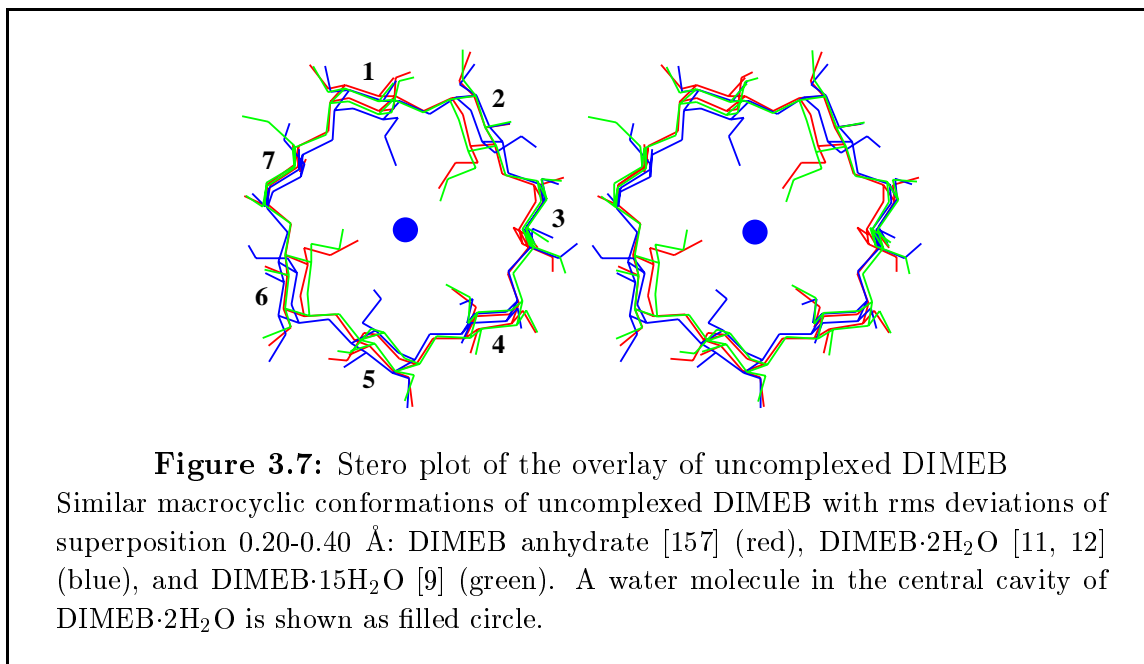 1
2
7
3
6
4
5
Figure 3.7: Stero plot of the overlay of uncomplexed DIMEB
Similar macrocyclic conformations of uncomplexed DIMEB with rms deviations of
superposition 0.20-0.40 Å: DIMEB anhydrate [157] (red), DIMEB·2H₂O [11, 12]
(blue), and DIMEB·15H₂O [9] (green). A water molecule in the central cavity of
DIMEB·2H₂O is shown as filled circle.